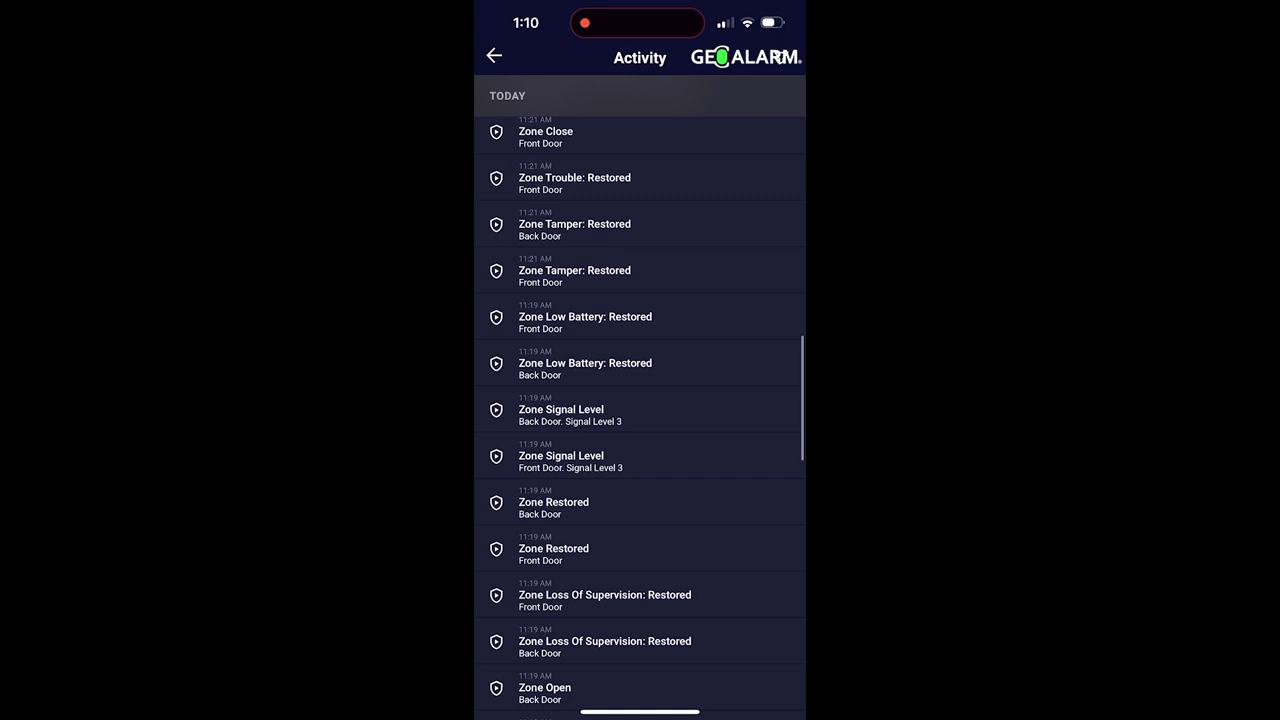 1:10
Activity
GEOALARM
TODAY
11:21 AM
Zone Close
Front Door
11:21 AM
Zone Trouble: Restored
Front Door
11:21 AM
Zone Tamper: Restored
Back Door
11:21 AM
Zone Tamper: Restored
Front Door
11:19 AM
Zone Low Battery: Restored
Front Door
11:19 AM
Zone Low Battery: Restored
Back Door
11:19 AM
Zone Signal Level
Back Door. Signal Level 3
11:19 AM
Zone Signal Level
Front Door. Signal Level 3
11:19 AM
Zone Restored
Back Door
11:19 AM
Zone Restored
Front Door
11:19 AM
Zone Loss Of Supervision: Restored
Front Door
11:19 AM
Zone Loss Of Supervision: Restored
Back Door
11:19 AM
Zone Open
Back Door